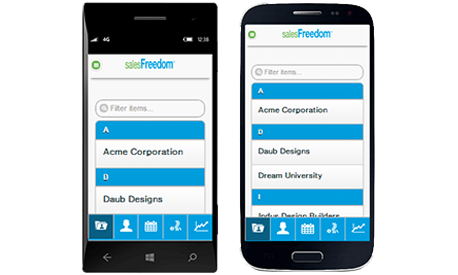 4G 12:38
salesFreedom
Filter items...
A
Acme Corporation
D
Daub Designs
salesFreedom
Filter items...
A
Acme Corporation
D
Daub Designs
Dream University
I
Indus Design Builders